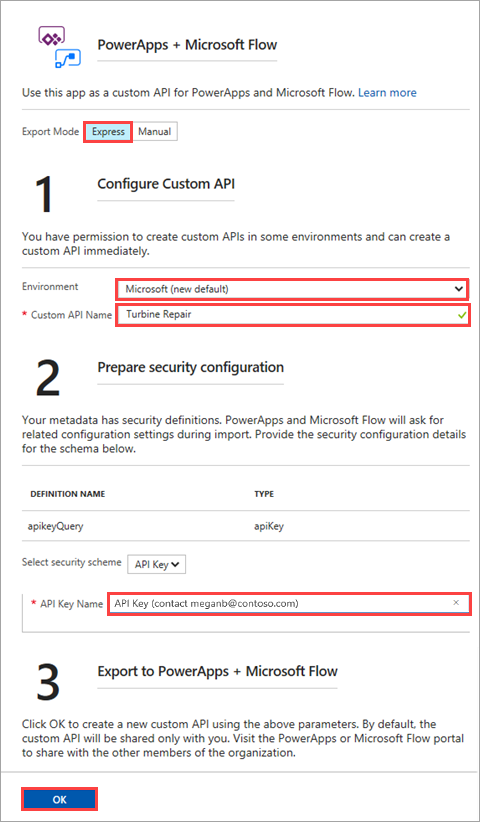 PowerApps + Microsoft Flow
Use this app as a custom API for PowerApps and Microsoft Flow. Learn more
Export Mode Express Manual
1 Configure Custom API
You have permission to create custom APIs in some environments and can create a
custom API immediately.
Environment Microsoft (new default)
* Custom API Name Turbine Repair
2 Prepare security configuration
Your metadata has security definitions. PowerApps and Microsoft Flow will ask for
related configuration settings during import. Provide the security configuration details
for the schema below.
DEFINITION NAME TYPE
apikeyQuery apiKey
Select security scheme API Key
* API Key Name API Key (contact meganb@contoso.com)
3 Export to PowerApps + Microsoft Flow
Click OK to create a new custom API using the above parameters. By default, the
custom API will be shared only with you. Visit the PowerApps or Microsoft Flow portal
to share with the other members of the organization.
OK